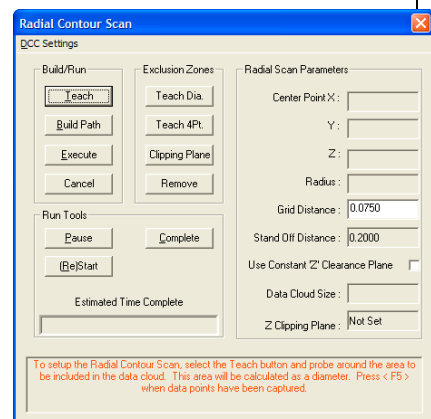 Radial Contour Scan
DCC Settings
Build/Run
Teach
Build Path
Execute
Cancel
Exclusion Zones
Teach Dia.
Teach 4Pt.
Clipping Plane
Remove
Run Tools
Pause
Complete
(Re)Start
Estimated Time Complete
Radial Scan Parameters
Center Point X :
Y :
Z :
Radius :
Grid Distance : 0.0750
Stand Off Distance : 0.2000
Use Constant 'Z' Clearance Plane
Data Cloud Size :
Z Clipping Plane : Not Set
To setup the Radial Contour Scan, select the Teach button and probe around the area to
be included in the data cloud. This area will be calculated as a diameter. Press < F5 >
when data points have been captured.